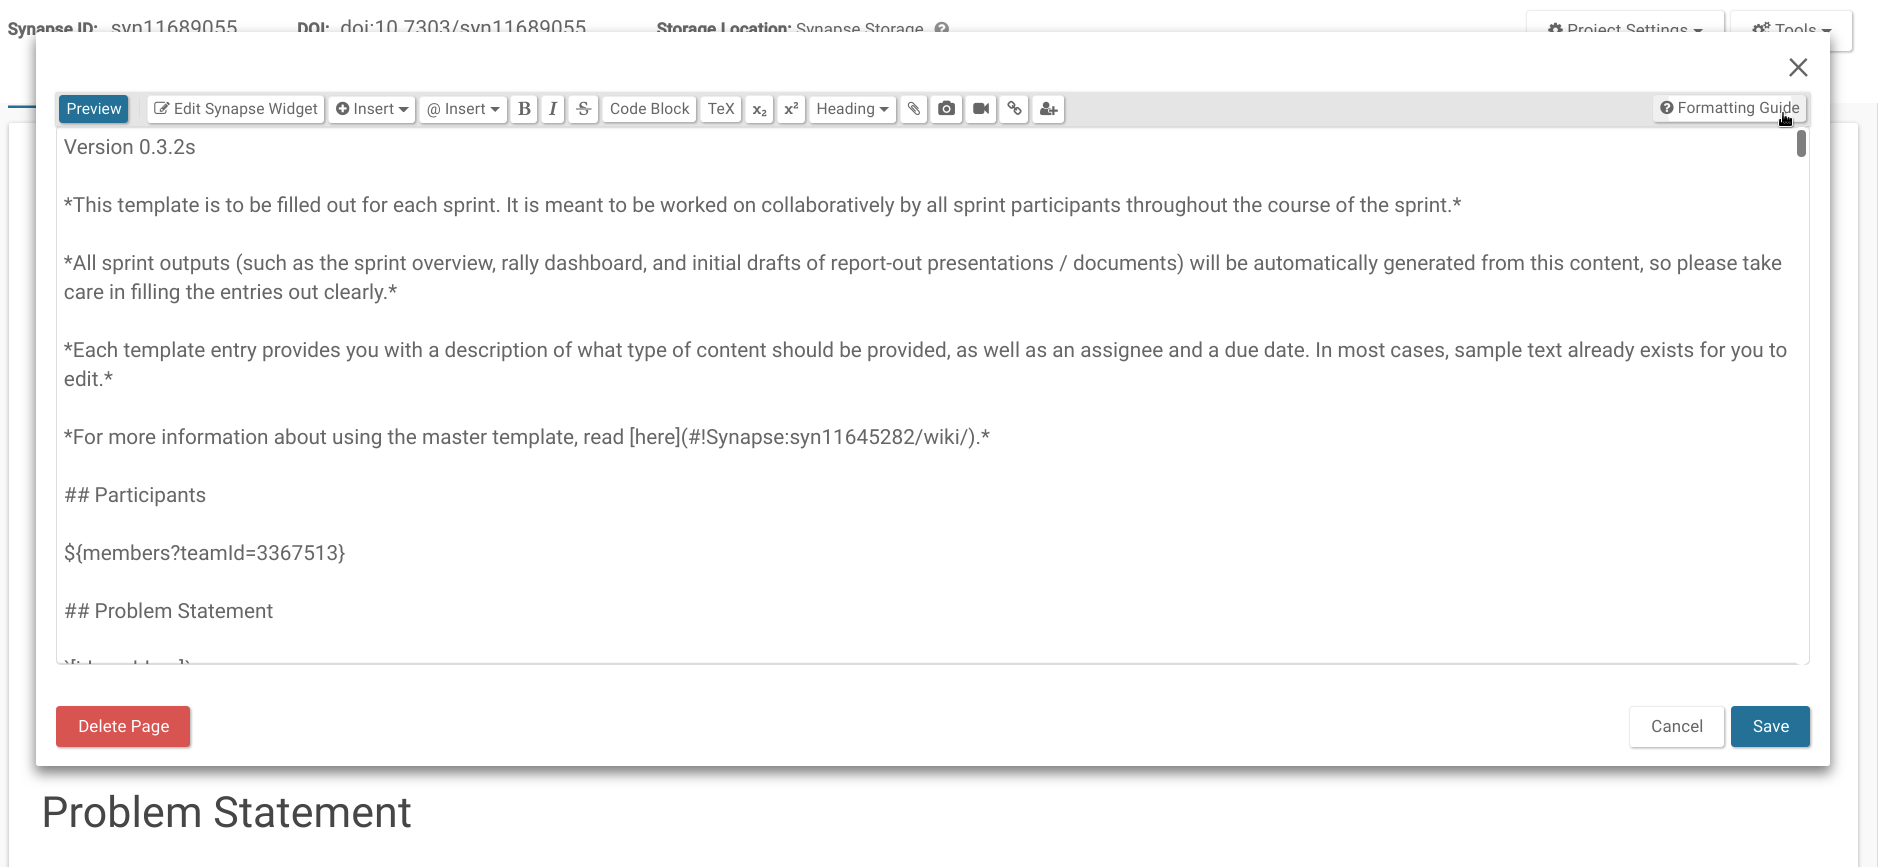 Synapse ID: syn11689055 DOI: doi:10.7303/syn11689055 Storage Location: Synapse Storage
Project Settings Tools
Preview Edit Synapse Widget Insert @ Insert B I S Code Block TeX x₂ x² Heading Formatting Guide
Version 0.3.2s
*This template is to be filled out for each sprint. It is meant to be worked on collaboratively by all sprint participants throughout the course of the sprint.*
*All sprint outputs (such as the sprint overview, rally dashboard, and initial drafts of report-out presentations / documents) will be automatically generated from this content, so please take
care in filling the entries out clearly.*
*Each template entry provides you with a description of what type of content should be provided, as well as an assignee and a due date. In most cases, sample text already exists for you to
edit.*
*For more information about using the master template, read [here](#!Synapse:syn11645282/wiki/).*
## Participants
${members?teamId=3367513}
## Problem Statement
Delete Page Cancel Save
Problem Statement